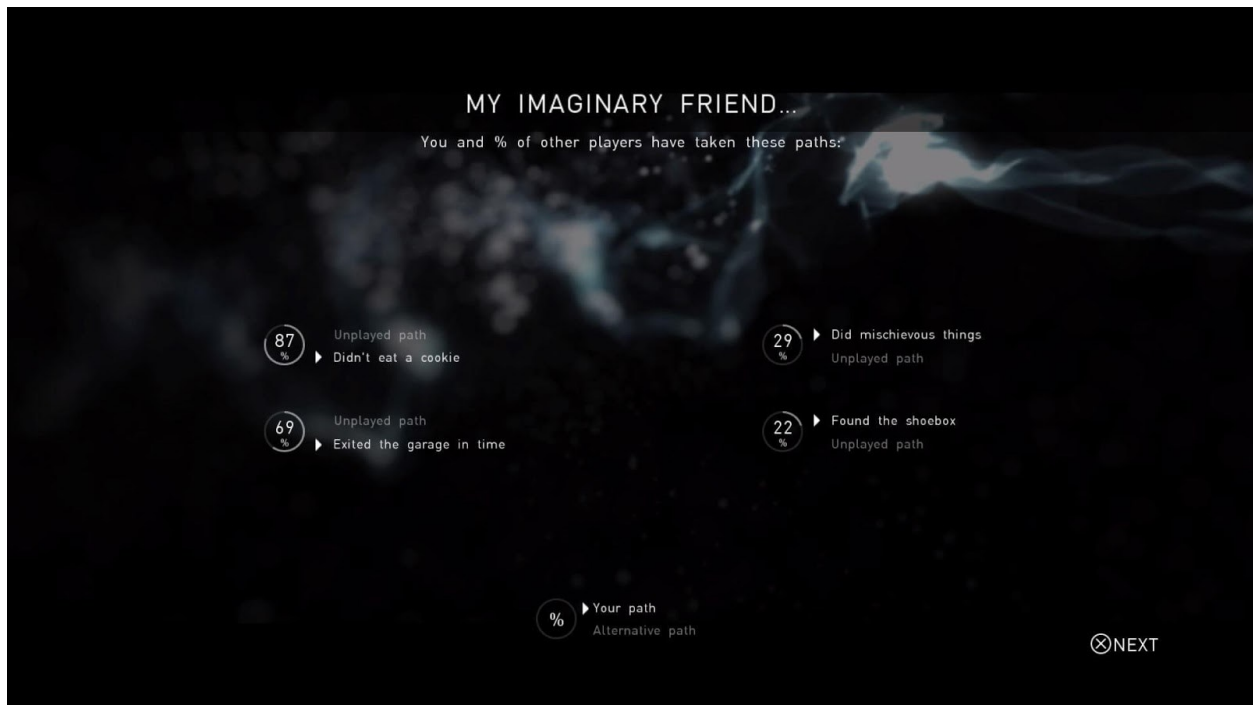 MY IMAGINARY FRIEND...
You and % of other players have taken these paths:
87
%
Unplayed path
Didn't eat a cookie
69
%
Unplayed path
Exited the garage in time
29
%
Did mischievous things
Unplayed path
22
%
Found the shoebox
Unplayed path
%
Your path
Alternative path
NEXT